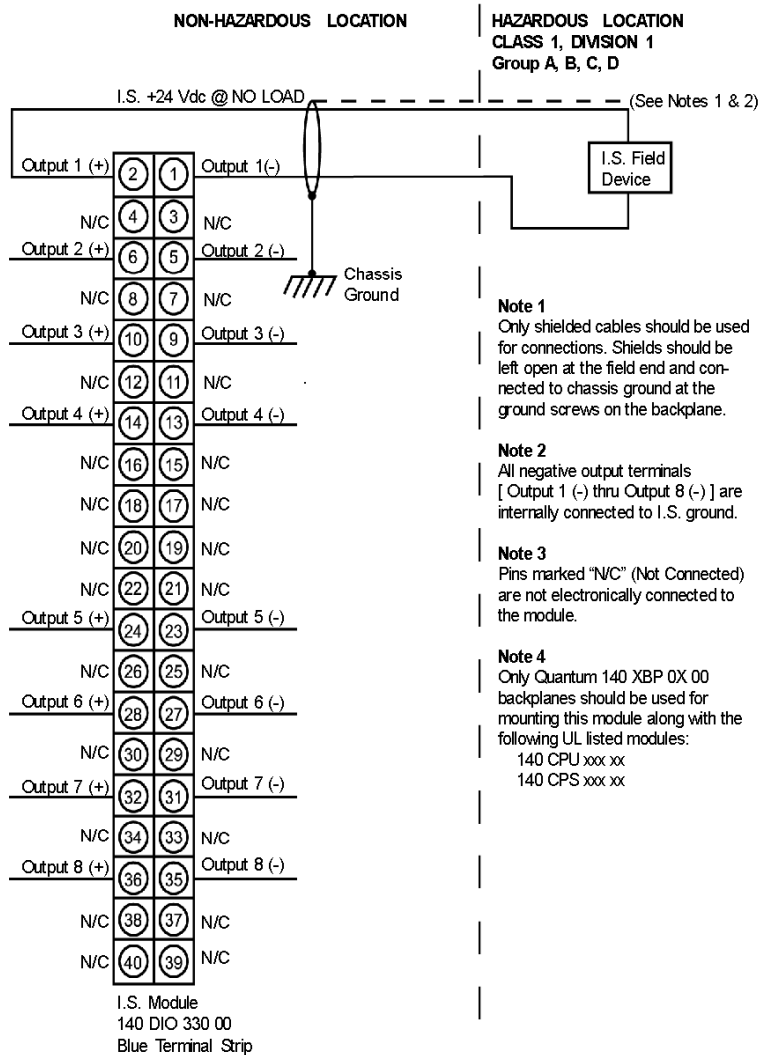 NON-HAZARDOUS LOCATION
HAZARDOUS LOCATION
CLASS 1, DIVISION 1
Group A, B, C, D
I.S. +24 Vdc @ NO LOAD
(See Notes 1 & 2)
I.S. Field
Device
Output 1 (+) 2 1 Output 1(-)
N/C 4 3 N/C
Output 2 (+) 6 5 Output 2 (-)
Chassis
Ground
N/C 8 7 N/C
Output 3 (+) 10 9 Output 3 (-)
N/C 12 11 N/C
Output 4 (+) 14 13 Output 4 (-)
N/C 16 15 N/C
N/C 18 17 N/C
N/C 20 19 N/C
N/C 22 21 N/C
Output 5 (+) 24 23 Output 5 (-)
N/C 26 25 N/C
Output 6 (+) 28 27 Output 6 (-)
N/C 30 29 N/C
Output 7 (+) 32 31 Output 7 (-)
N/C 34 33 N/C
Output 8 (+) 36 35 Output 8 (-)
N/C 38 37 N/C
N/C 40 39 N/C
I.S. Module
140 DIO 330 00
Blue Terminal Strip
Note 1
Only shielded cables should be used
for connections. Shields should be
left open at the field end and con-
nected to chassis ground at the
ground screws on the backplane.
Note 2
All negative output terminals
[ Output 1 (-) thru Output 8 (-) ] are
internally connected to I.S. ground.
Note 3
Pins marked “N/C” (Not Connected)
are not electronically connected to
the module.
Note 4
Only Quantum 140 XBP 0X 00
backplanes should be used for
mounting this module along with the
following UL listed modules:
140 CPU xxx xx
140 CPS xxx xx